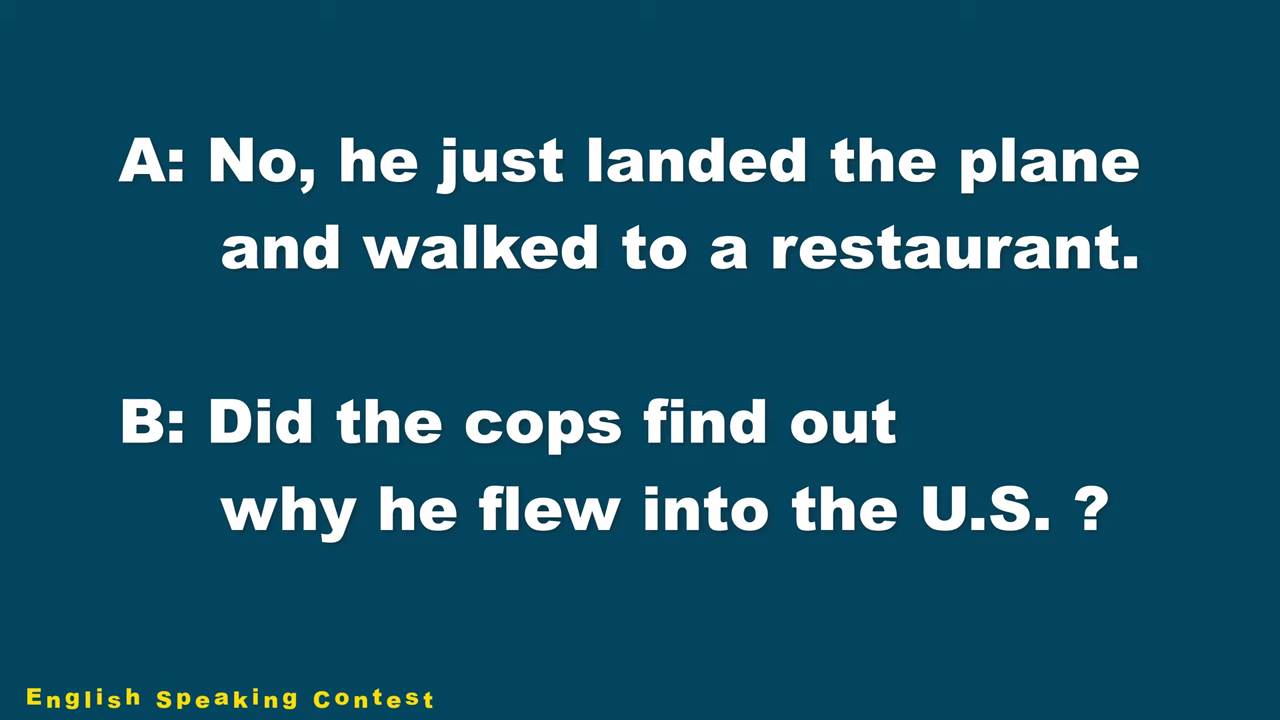 A: No, he just landed the plane
and walked to a restaurant.
B: Did the cops find out
why he flew into the U.S. ?
English Speaking Contest